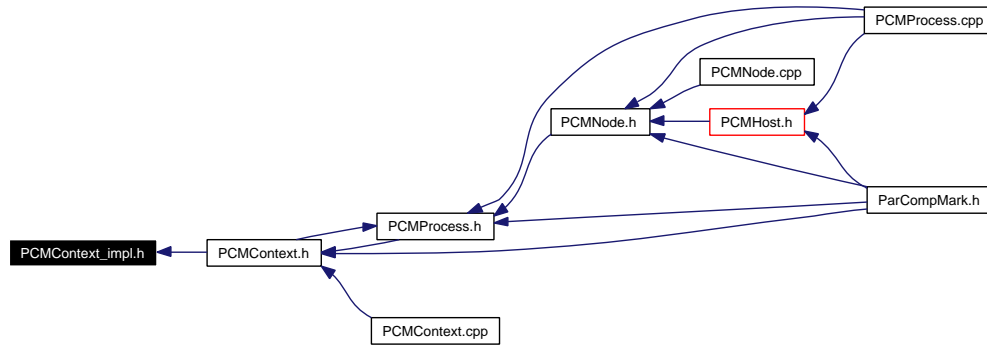 PCMProcess.cpp
PCMNode.cpp
PCMNode.h
PCMHost.h
ParCompMark.h
PCMProcess.h
PCMContext_impl.h
PCMContext.h
PCMContext.cpp